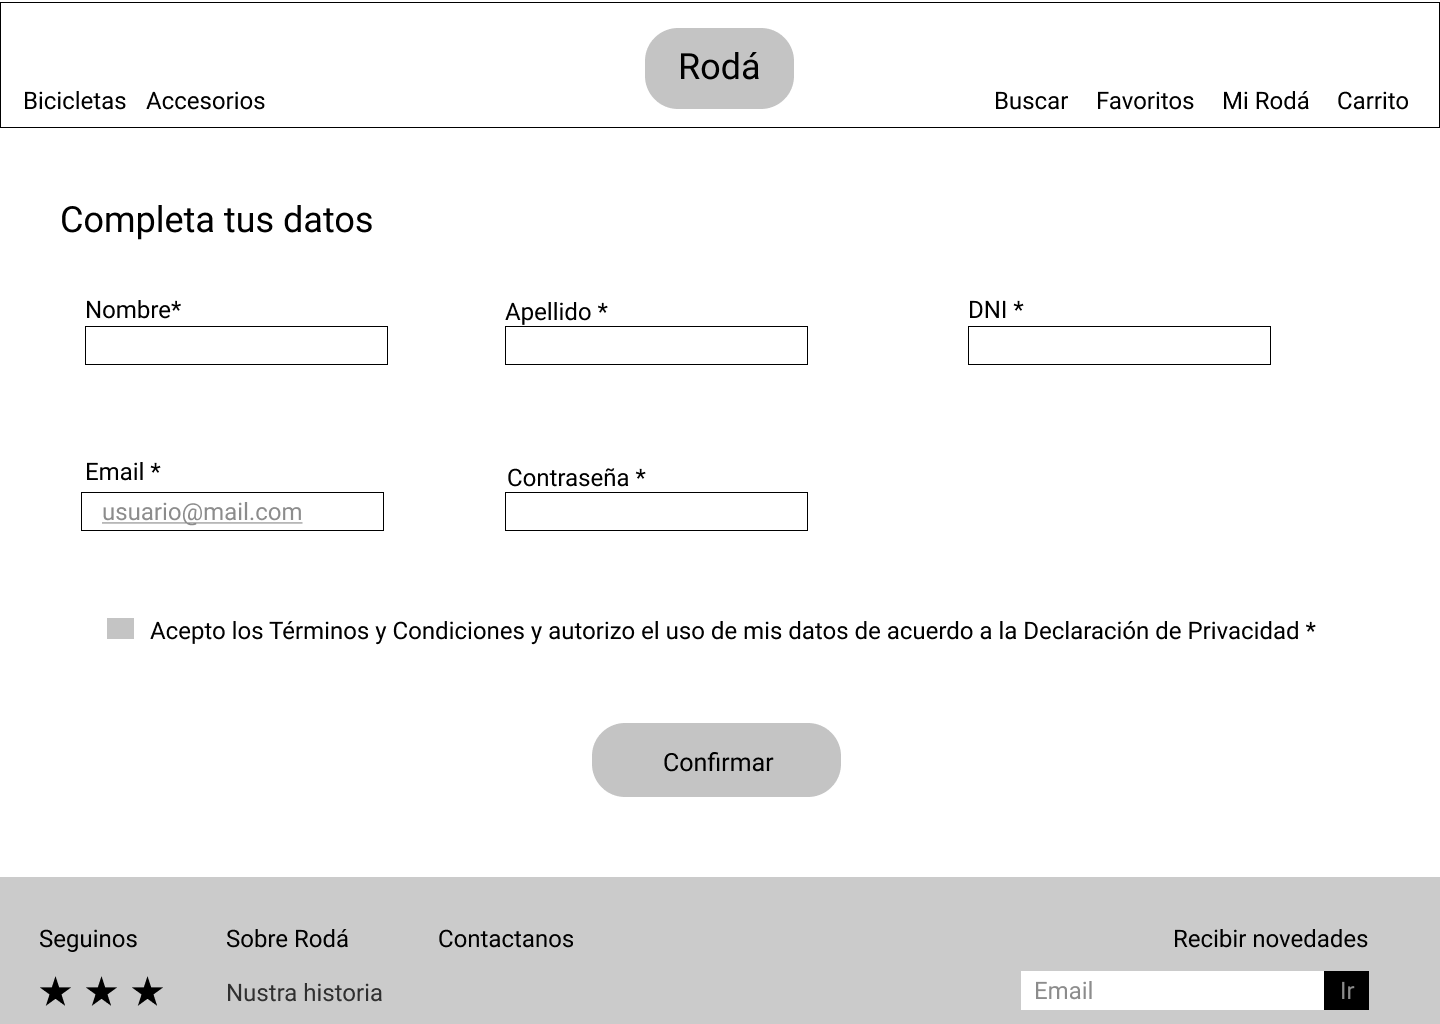 Rodá
Bicicletas Accesorios Buscar Favoritos Mi Rodá Carrito
Completa tus datos
Nombre* Apellido * DNI *
Email * Contraseña *
usuario@mail.com
Acepto los Términos y Condiciones y autorizo el uso de mis datos de acuerdo a la Declaración de Privacidad *
Confirmar
Seguinos Sobre Rodá Contactanos Recibir novedades
Nustra historia Email Ir